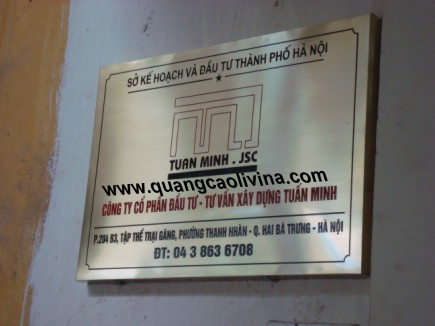 SỞ KẾ HOẠCH VÀ ĐẦU TƯ THÀNH PHỐ HÀ NỘI
TUAN MINH . JSC
www.quangcaolivina.com
CÔNG TY CỔ PHẦN ĐẦU TƯ - TƯ VẤN XÂY DỰNG TUẤN MINH
P.204 B3, TẬP THỂ TRẠI GĂNG, PHƯỜNG THANH NHÀN - Q. HAI BÀ TRƯNG - HÀ NỘI
ĐT: 04 3 863 6708